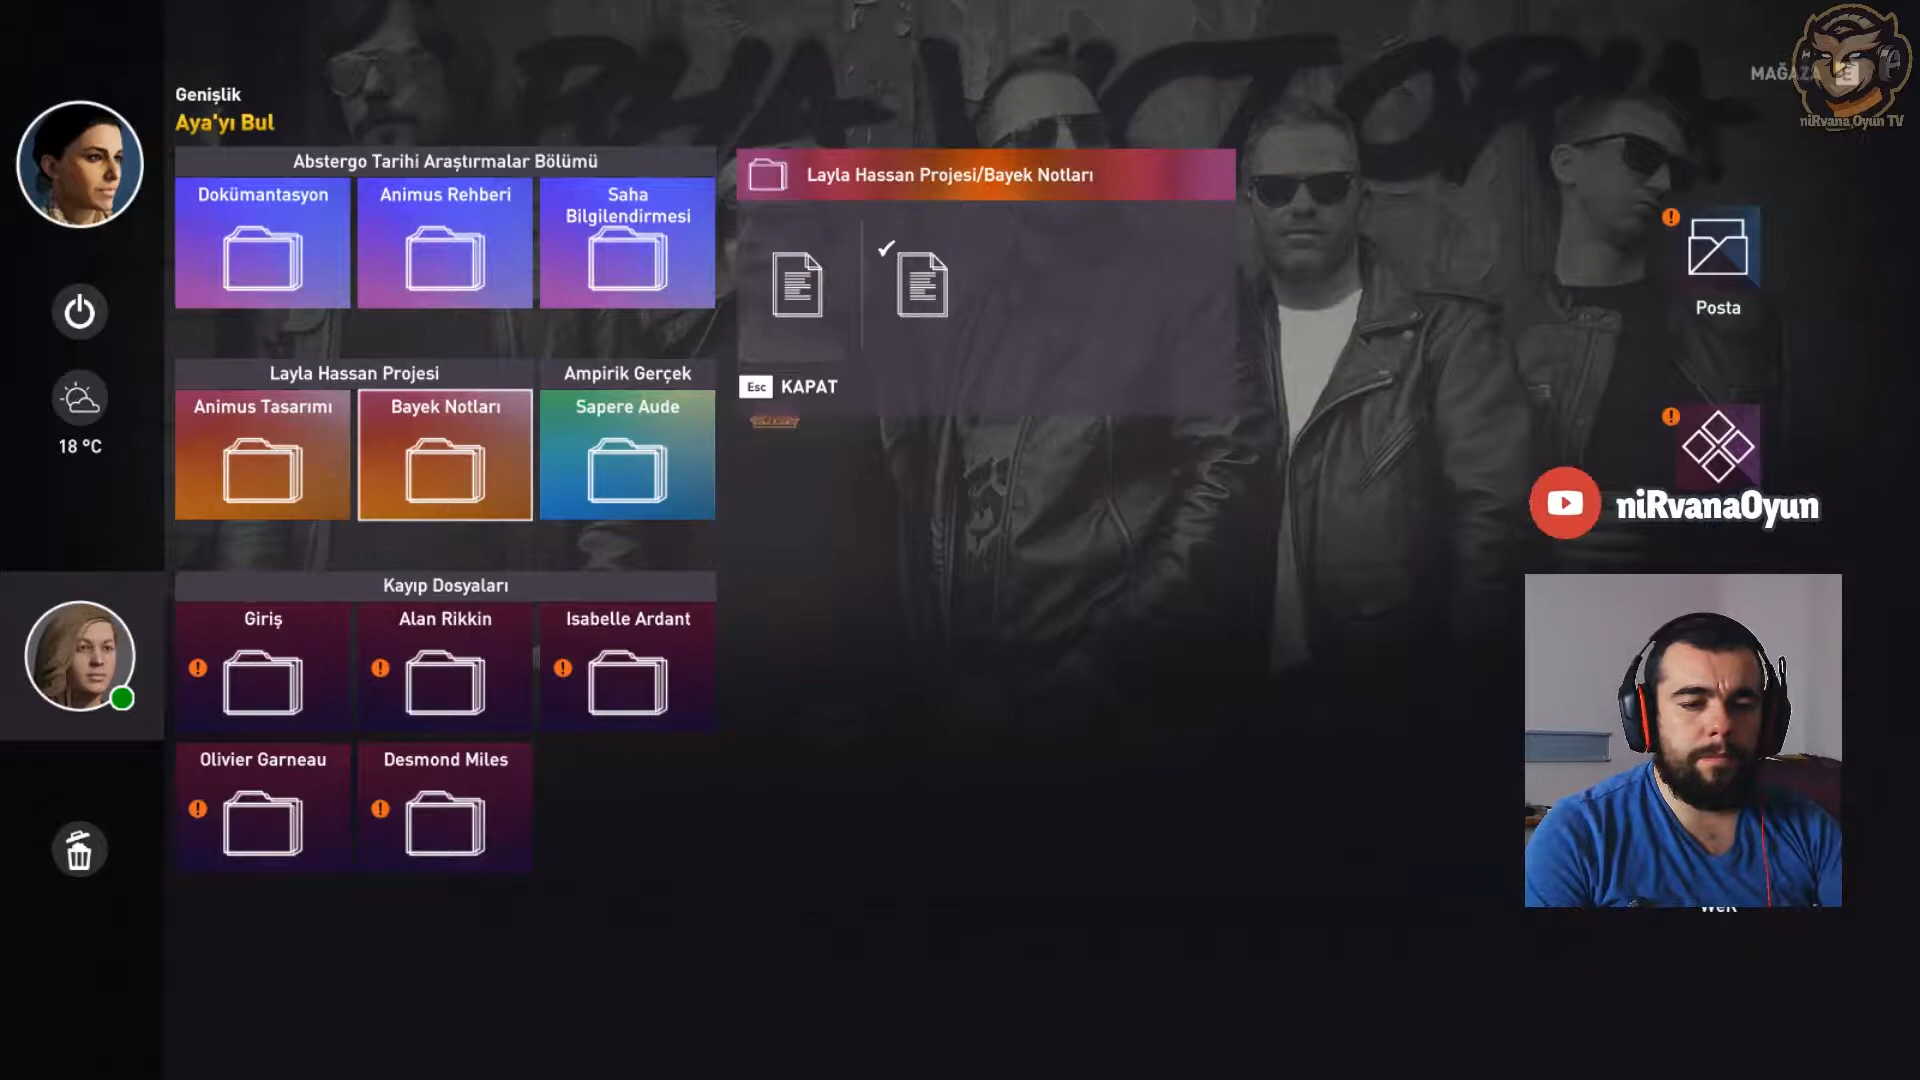 Genişlik
Aya'yı Bul
MAĞAZA
niRvana Oyun TV
Abstergo Tarihi Araştırmalar Bölümü
Dokümantasyon
Animus Rehberi
Saha
Bilgilendirmesi
Layla Hassan Projesi/Bayek Notları
Esc KAPAT
Posta
18 °C
Layla Hassan Projesi
Ampirik Gerçek
Animus Tasarımı
Bayek Notları
Sapere Aude
niRvanaOyun
Kayıp Dosyaları
Giriş
Alan Rikkin
Isabelle Ardant
Olivier Garneau
Desmond Miles